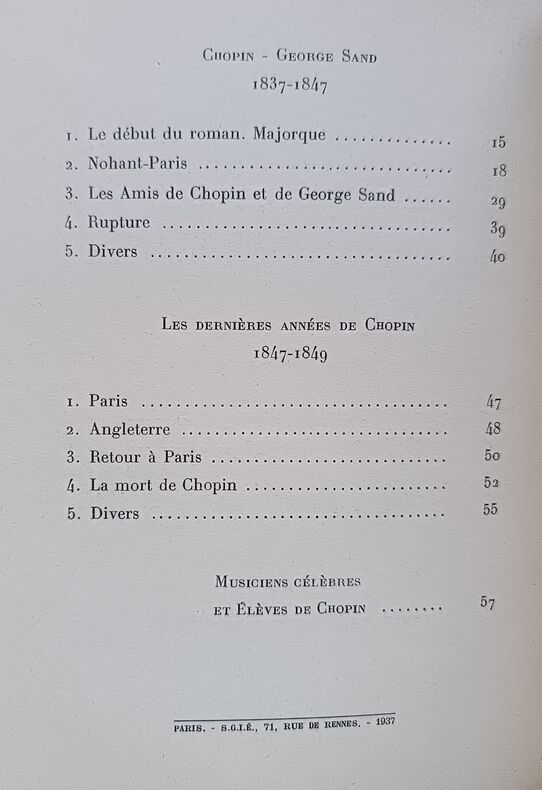 Chopin - George Sand
1837-1847
1. Le début du roman. Majorque .............. 15
2. Nohant-Paris ............................. 18
3. Les Amis de Chopin et de George Sand ...... 29
4. Rupture ................................. 39
5. Divers ................................... 40
Les dernières années de Chopin
1847-1849
1. Paris ................................... 47
2. Angleterre .............................. 48
3. Retour à Paris ........................... 50
4. La mort de Chopin ........................ 52
5. Divers .................................. 55
Musiciens célèbres
et Élèves de Chopin ........ 57
PARIS. - S.G.I.É., 71, RUE DE RENNES. - 1937